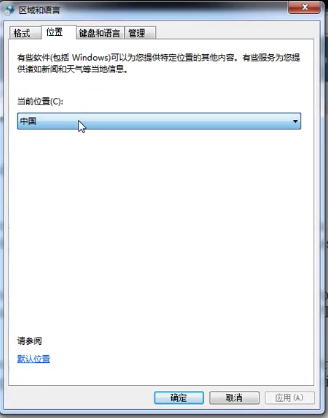 区域和语言
格式 位置 键盘和语言 管理
有些软件(包括 Windows)可以为您提供特定位置的其他内容。有些服务为您提
供诸如新闻和天气等当地信息。
当前位置(C):
中国
请参阅
默认位置
确定 取消 应用(A)